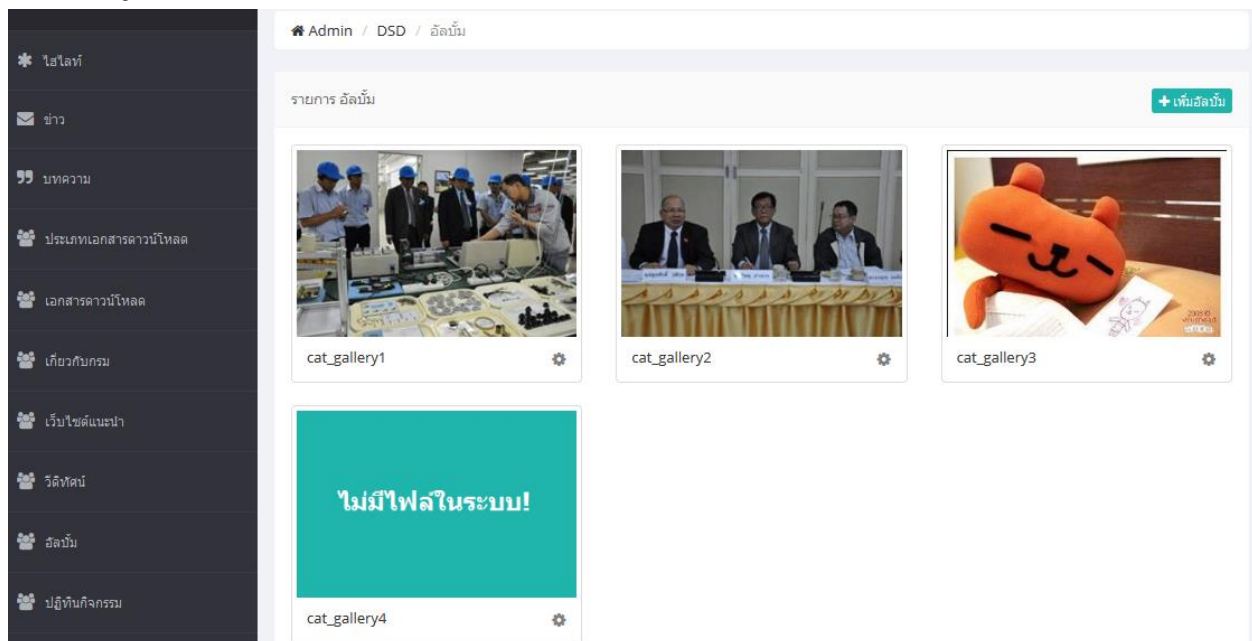 Admin / DSD / อัลบั้ม
ไฮไลท์
ข่าว
บทความ
ประเภทเอกสารดาวน์โหลด
เอกสารดาวน์โหลด
เกี่ยวกับกรม
เว็บไซต์แนะนำ
วีดิทัศน์
อัลบั้ม
ปฏิทินกิจกรรม
รายการ อัลบั้ม
เพิ่มอัลบั้ม
cat_gallery1
cat_gallery2
cat_gallery3
ไม่มีไฟล์ในระบบ!
cat_gallery4